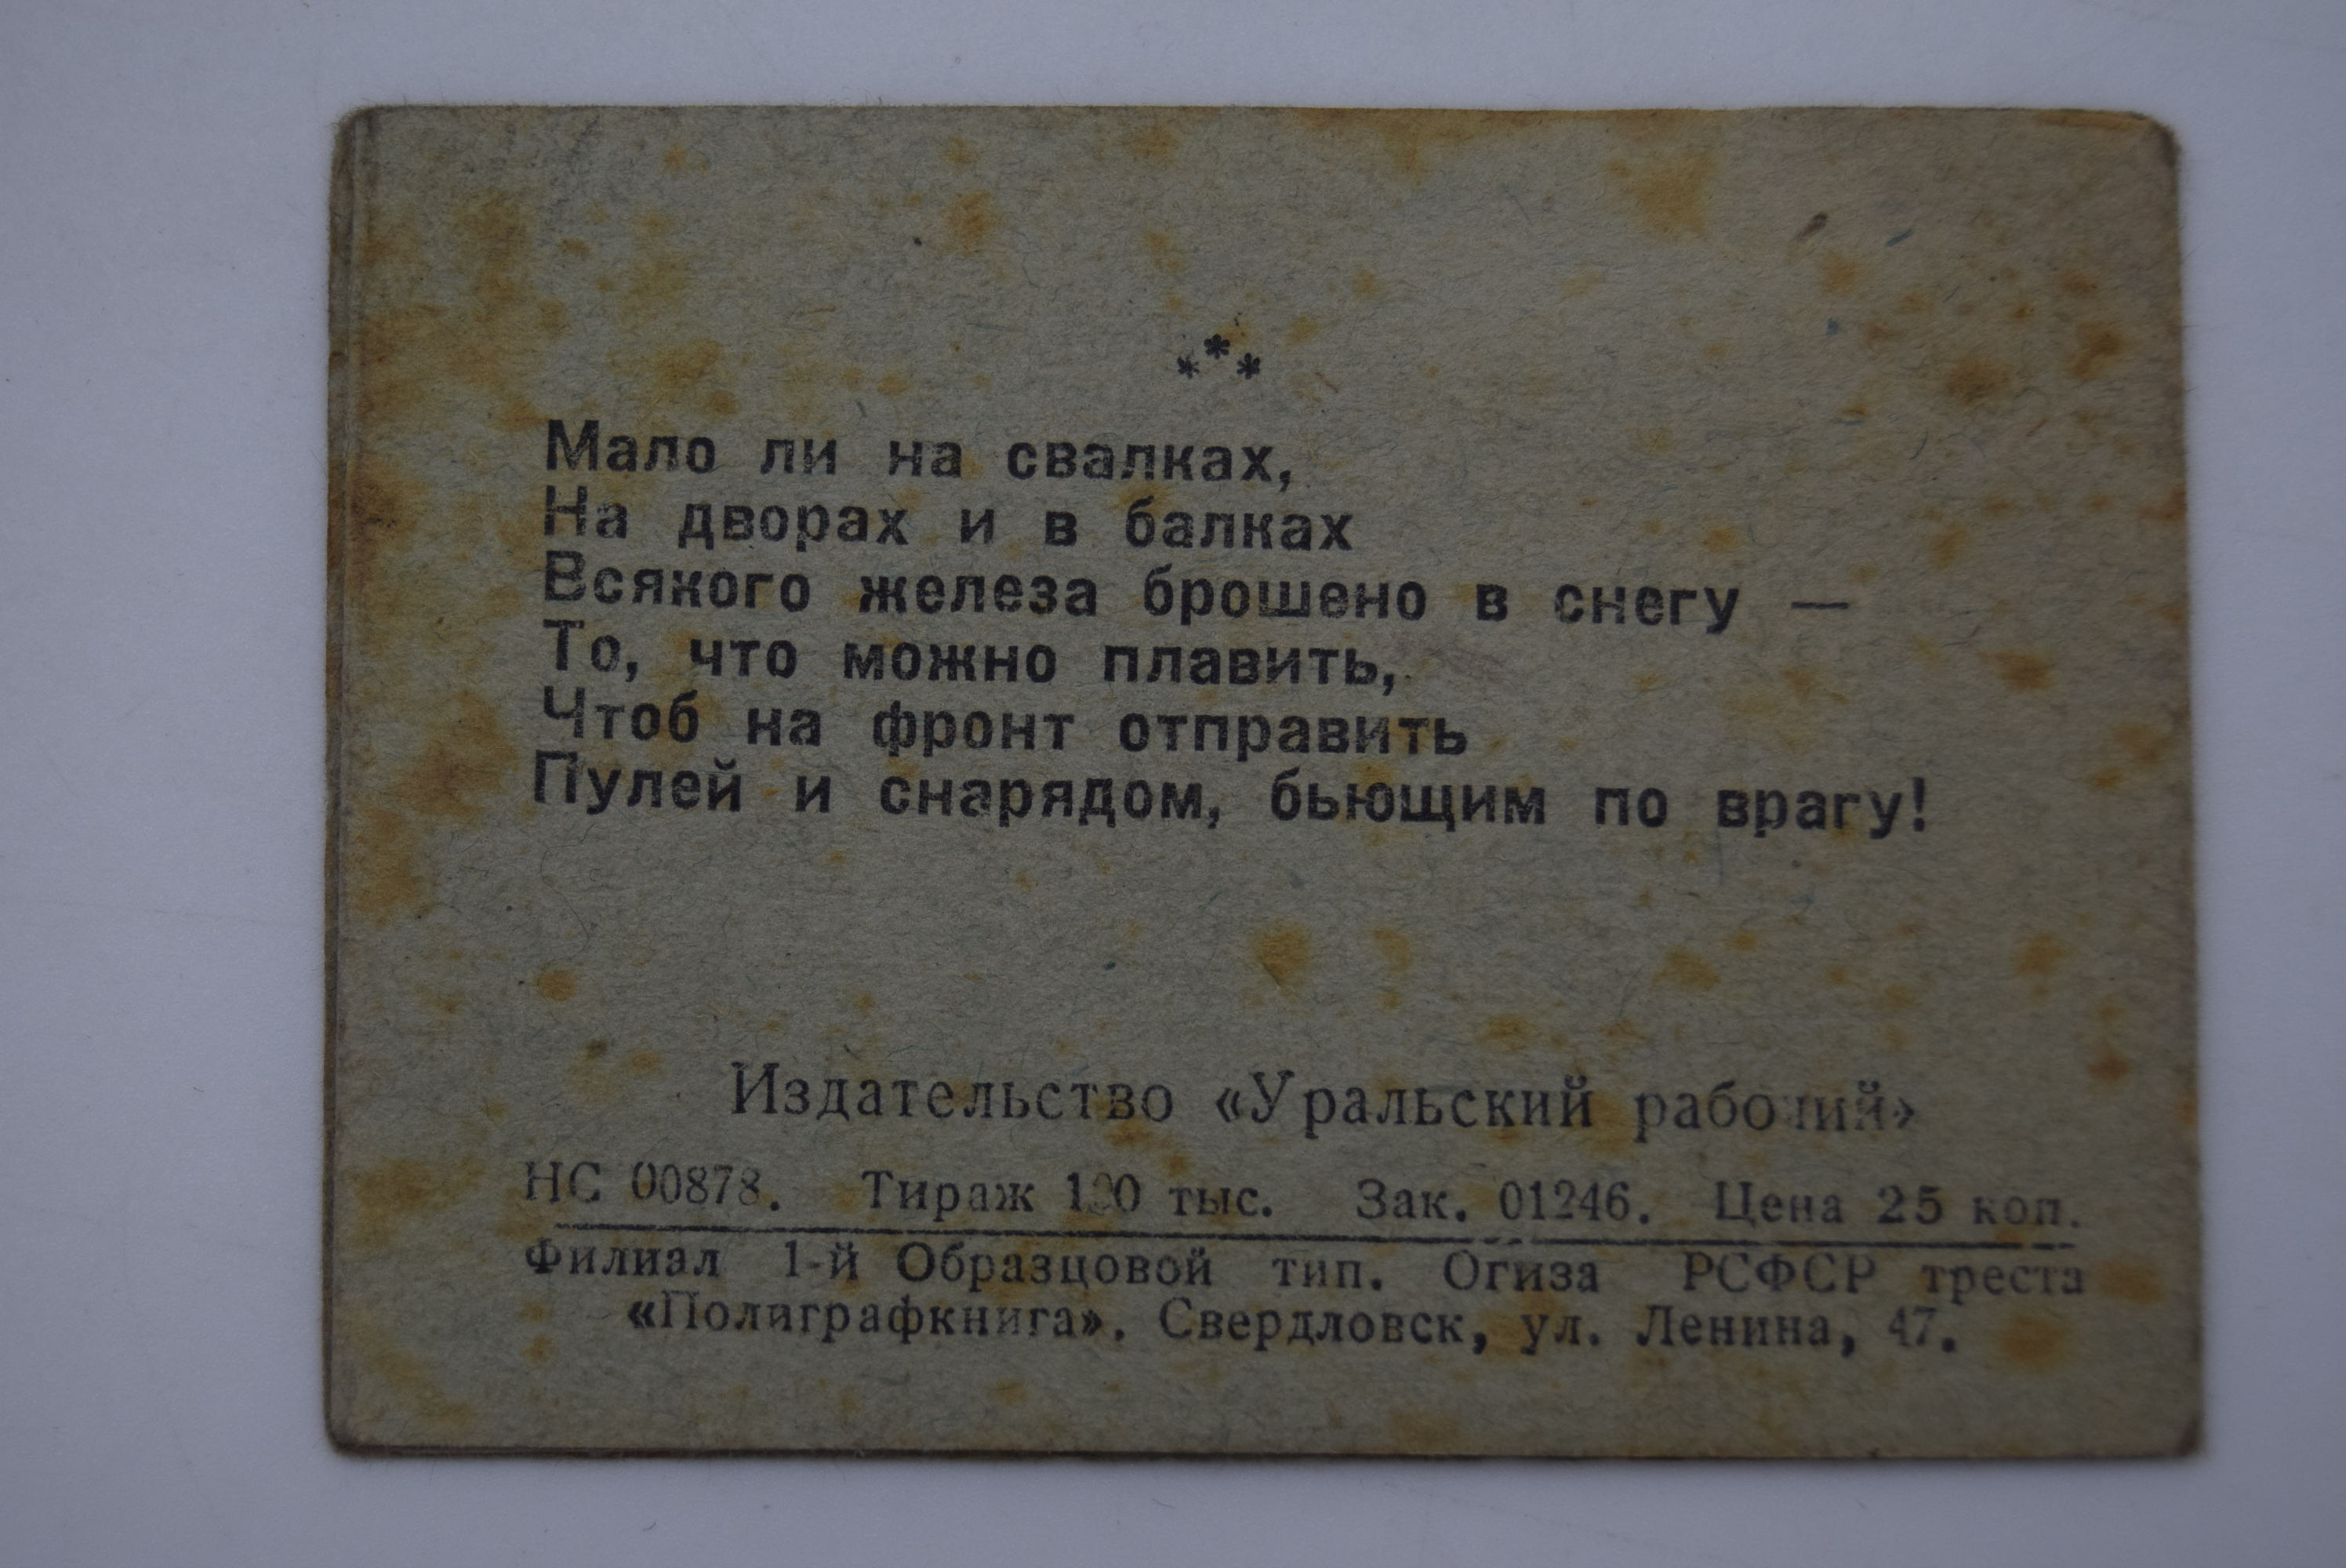 * * *
Мало ли на свалках,
На дворах и в балках
Всякого железа брошено в снегу —
То, что можно плавить,
Чтоб на фронт отправить
Пулей и снарядом, бьющим по врагу!
Издательство «Уральский рабочий»
НС 00878. Тираж тыс. Зак. 01246. Цена 25 коп.
Филиал 1-й Образцовой тип. Огиза РСФСР треста
«Полиграфкнига». Свердловск, ул. Ленина, 47.